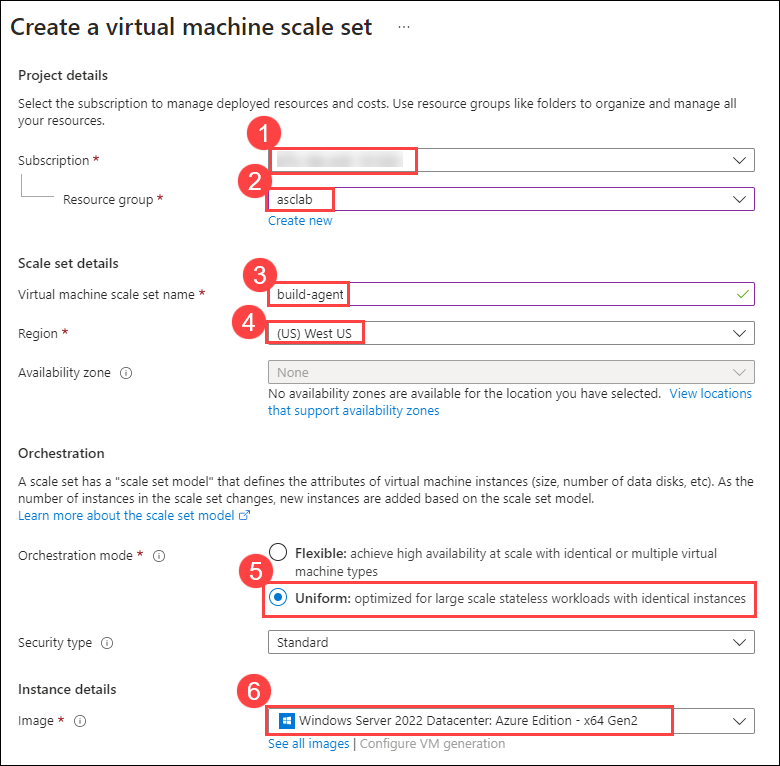 Create a virtual machine scale set ...
Project details
Select the subscription to manage deployed resources and costs. Use resource groups like folders to organize and manage all
your resources.
1
Subscription *
2
Resource group * asclab
Create new
Scale set details
3
Virtual machine scale set name * build-agent
4
Region * (US) West US
Availability zone None
No availability zones are available for the location you have selected. View locations
that support availability zones
Orchestration
A scale set has a "scale set model" that defines the attributes of virtual machine instances (size, number of data disks, etc). As the
number of instances in the scale set changes, new instances are added based on the scale set model.
Learn more about the scale set model
Orchestration mode * Flexible: achieve high availability at scale with identical or multiple virtual
machine types
5
Uniform: optimized for large scale stateless workloads with identical instances
Security type Standard
Instance details
6
Image * Windows Server 2022 Datacenter: Azure Edition - x64 Gen2
See all images | Configure VM generation